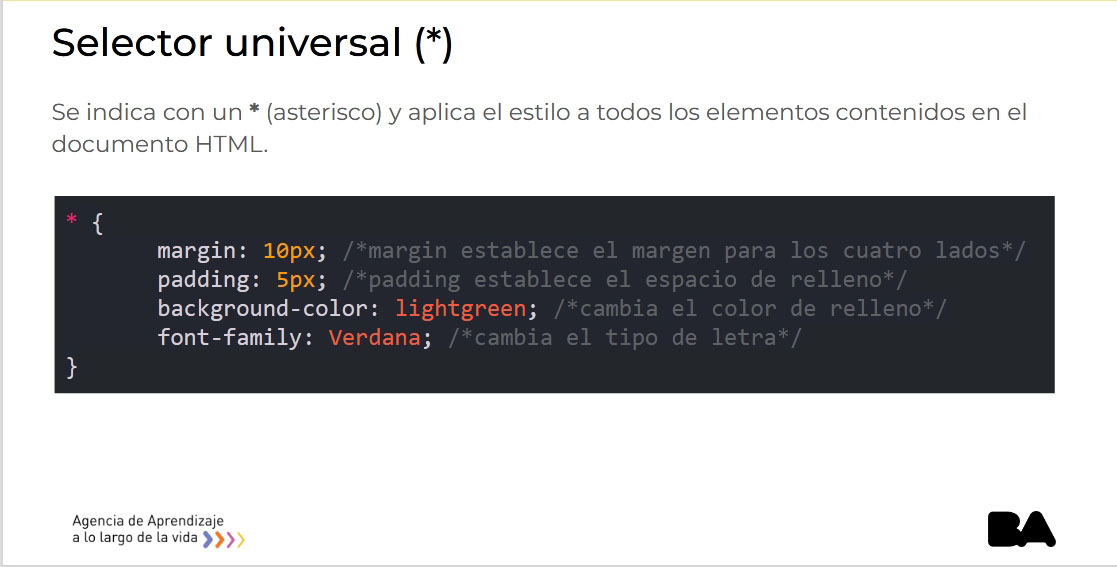 Selector universal (*)
Se indica con un * (asterisco) y aplica el estilo a todos los elementos contenidos en el
documento HTML.
* {
margin: 10px; /*margin establece el margen para los cuatro lados*/
padding: 5px; /*padding establece el espacio de relleno*/
background-color: lightgreen; /*cambia el color de relleno*/
font-family: Verdana; /*cambia el tipo de letra*/
}
Agencia de Aprendizaje
a lo largo de la vida
BA